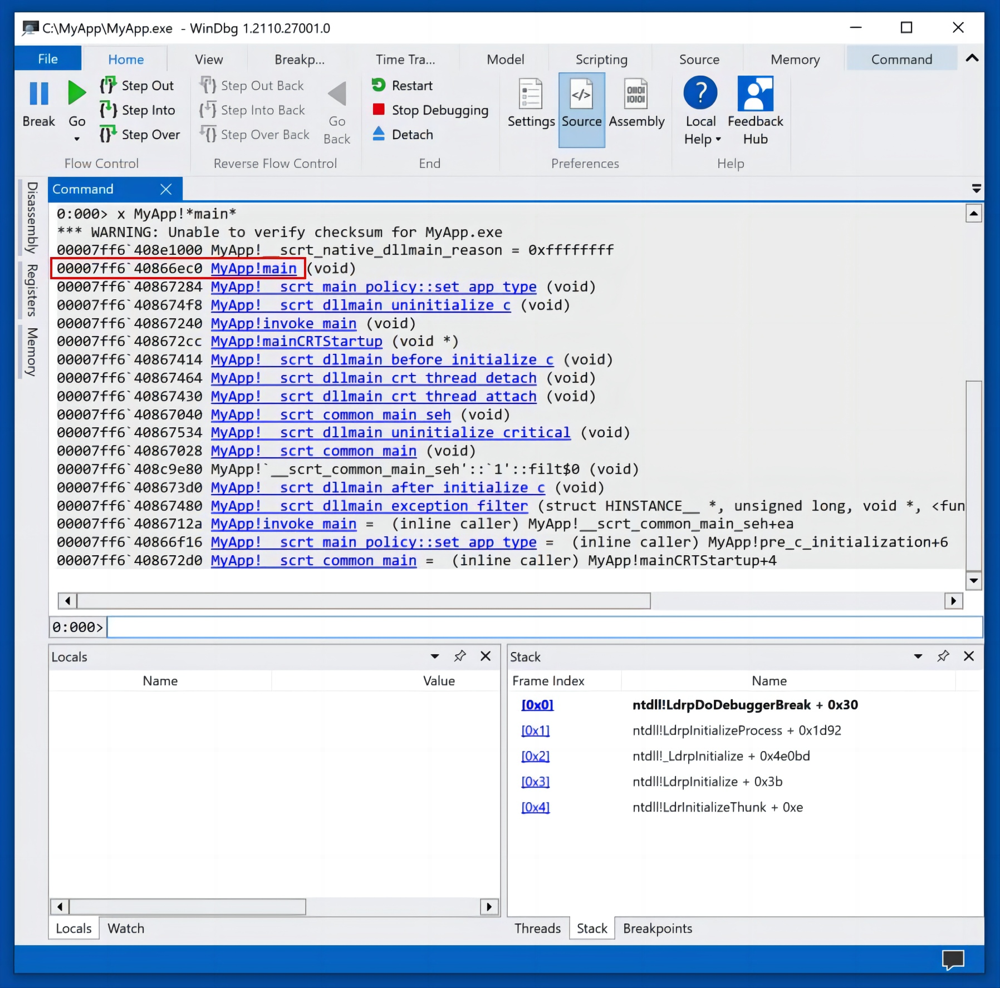 C:\MyApp\MyApp.exe - WinDbg 1.2110.27001.0
File Home View Breakp... Time Tra... Model Scripting Source Memory Command
Break
Go
Step Out
Step Into
Step Over
Flow Control
Step Out Back
Step Into Back
Step Over Back
Go Back
Reverse Flow Control
Restart
Stop Debugging
Detach
End
Settings
Source
Assembly
Preferences
Local Help
Feedback Hub
Help
Disassembly
Registers
Memory
Command
0:000> x MyApp!*main*
*** WARNING: Unable to verify checksum for MyApp.exe
00007ff6`408e1000 MyApp!__scrt_native_dllmain_reason = 0xffffffff
00007ff6`40866ec0 MyApp!main (void)
00007ff6`40867284 MyApp!__scrt_main_policy::set_app_type (void)
00007ff6`408674f8 MyApp!__scrt_dllmain_uninitialize_c (void)
00007ff6`40867240 MyApp!invoke_main (void)
00007ff6`408672cc MyApp!mainCRTStartup (void *)
00007ff6`40867414 MyApp!__scrt_dllmain_before_initialize_c (void)
00007ff6`40867464 MyApp!__scrt_dllmain_crt_thread_detach (void)
00007ff6`40867430 MyApp!__scrt_dllmain_crt_thread_attach (void)
00007ff6`40867040 MyApp!__scrt_common_main_seh (void)
00007ff6`40867534 MyApp!__scrt_dllmain_uninitialize_critical (void)
00007ff6`40867028 MyApp!__scrt_common_main (void)
00007ff6`408c9e80 MyApp!`__scrt_common_main_seh'::`1'::filt$0 (void)
00007ff6`408673d0 MyApp!__scrt_dllmain_after_initialize_c (void)
00007ff6`40867480 MyApp!__scrt_dllmain_exception_filter (struct HINSTANCE__ *, unsigned long, void *, <fun
00007ff6`4086712a MyApp!invoke_main =  (inline caller) MyApp!__scrt_common_main_seh+ea
00007ff6`40866f16 MyApp!__scrt_main_policy::set_app_type =  (inline caller) MyApp!pre_c_initialization+6
00007ff6`408672d0 MyApp!__scrt_common_main =  (inline caller) MyApp!mainCRTStartup+4
0:000>
Locals
Name Value
Locals Watch
Stack
Frame Index Name
[0x0] ntdll!LdrpDoDebuggerBreak + 0x30
[0x1] ntdll!LdrpInitializeProcess + 0x1d92
[0x2] ntdll!_LdrpInitialize + 0x4e0bd
[0x3] ntdll!LdrpInitialize + 0x3b
[0x4] ntdll!LdrInitializeThunk + 0xe
Threads Stack Breakpoints